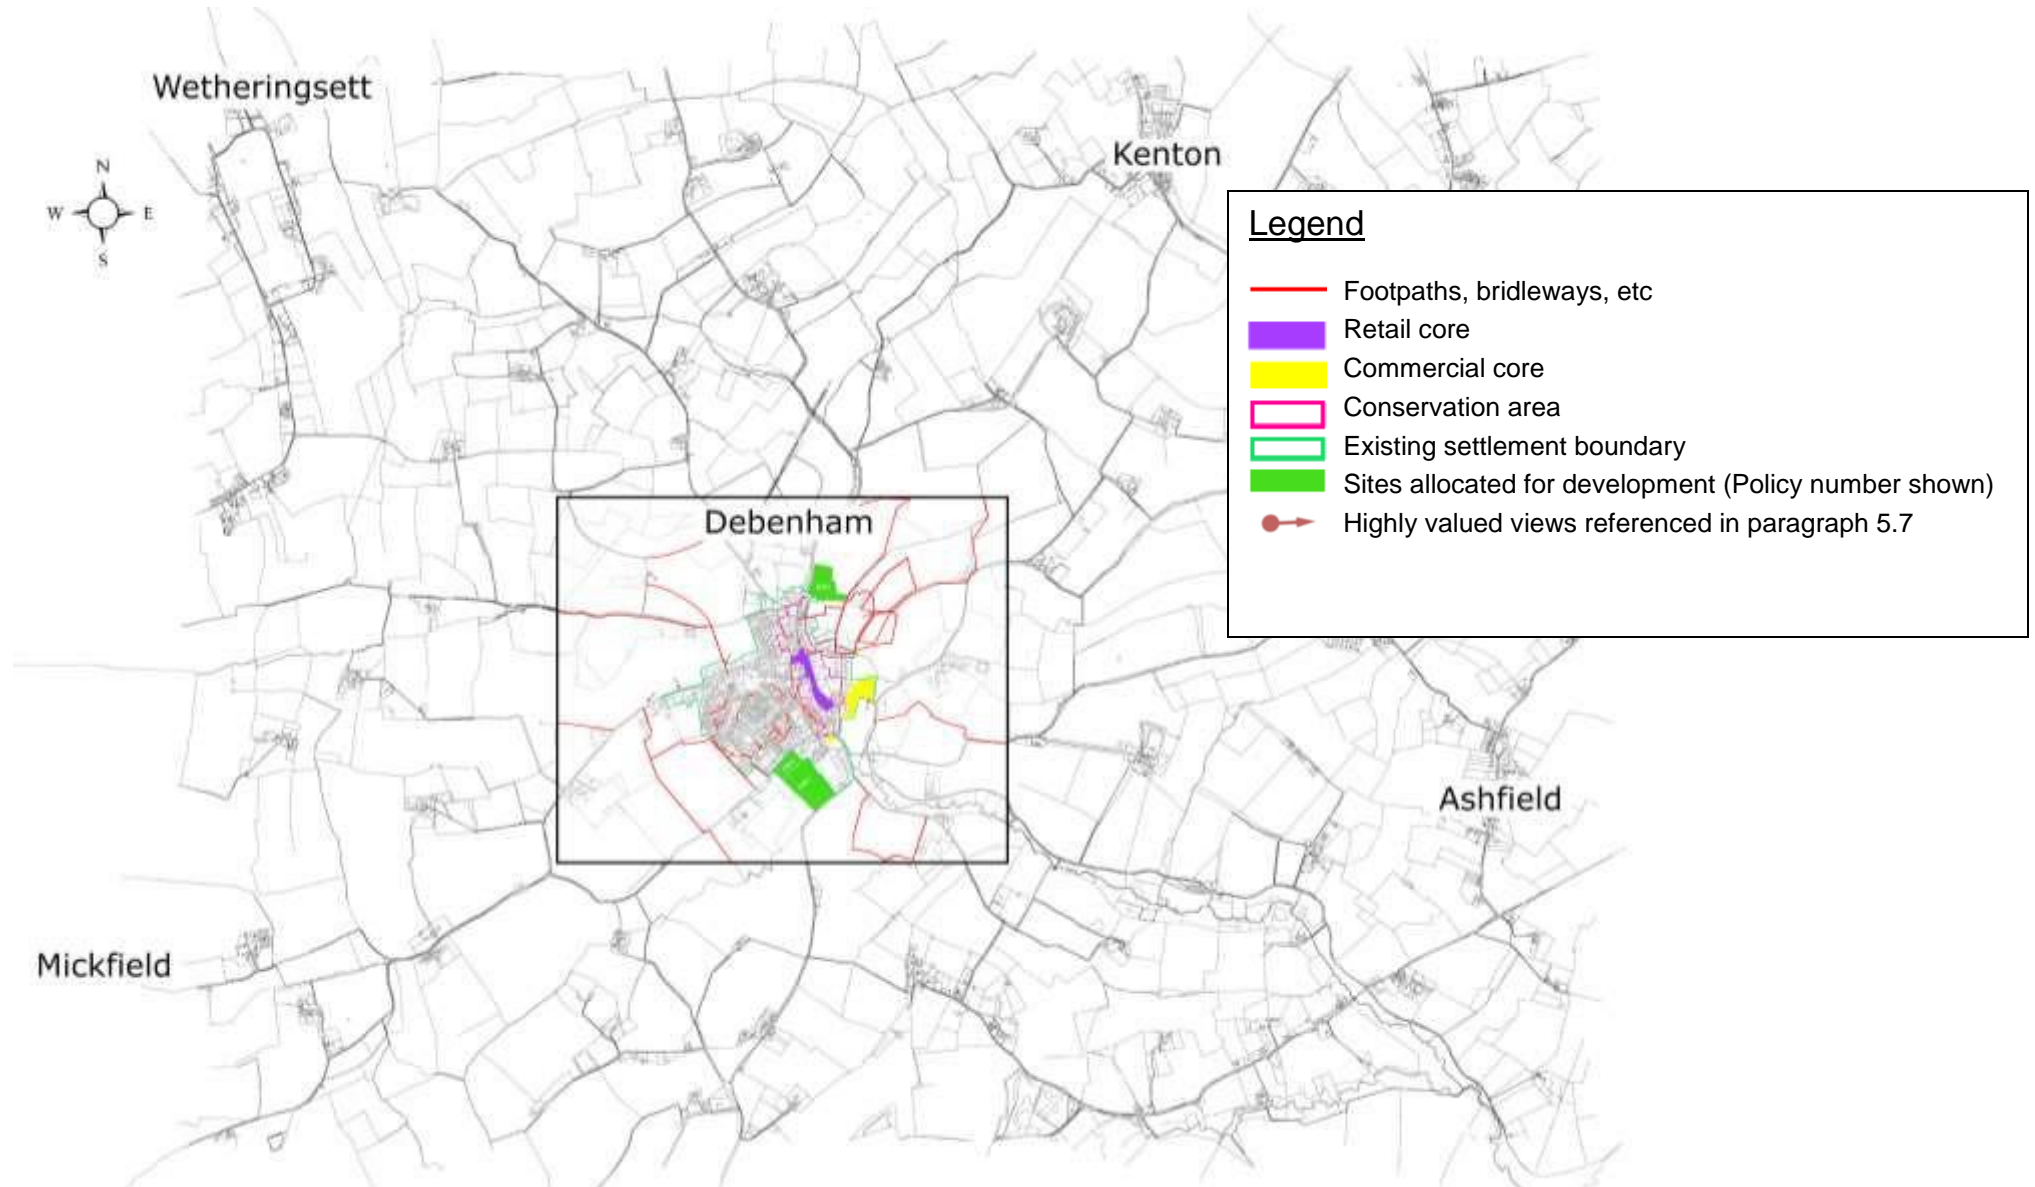 Wetheringsett
Kenton
N
W E
S
Legend
Footpaths, bridleways, etc
Retail core
Commercial core
Conservation area
Existing settlement boundary
Sites allocated for development (Policy number shown)
Highly valued views referenced in paragraph 5.7
Debenham
Ashfield
Mickfield